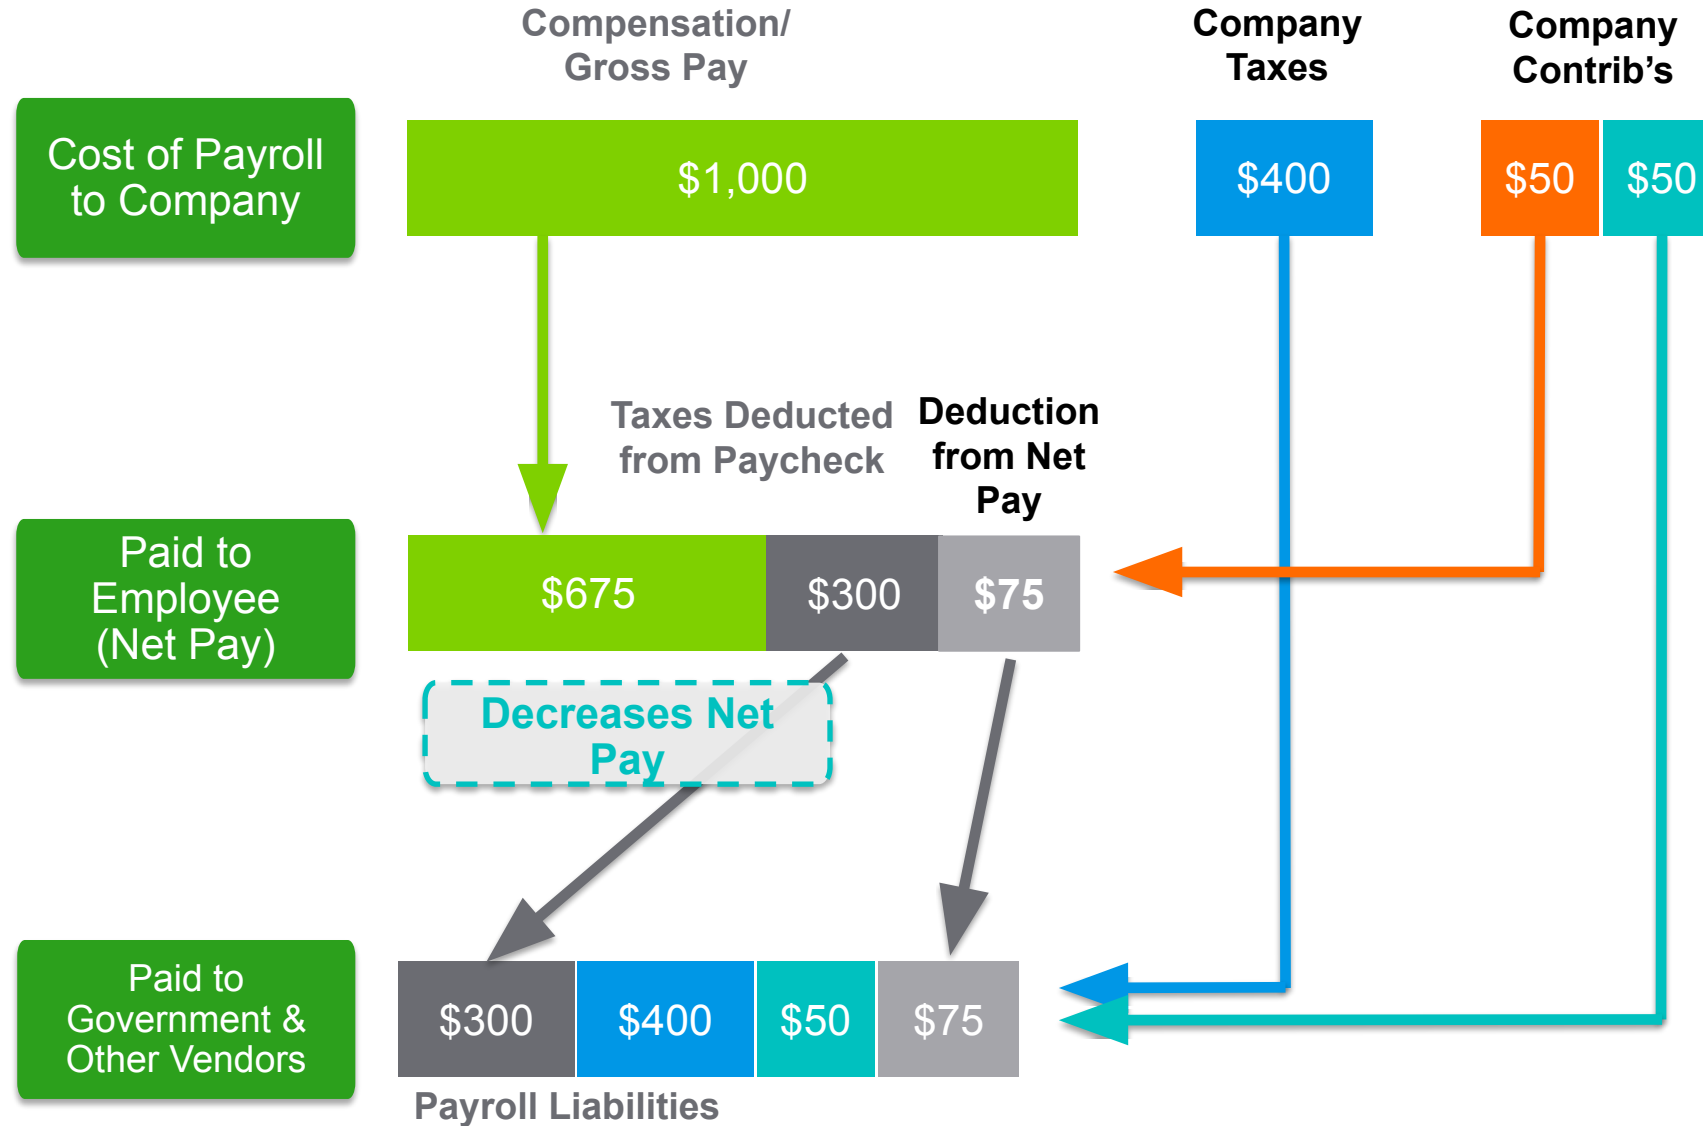 Compensation/
Gross Pay
Company
Taxes
Company
Contrib’s
Cost of Payroll
to Company
$1,000
$400
$50
$50
Taxes Deducted
from Paycheck
Deduction
from Net
Pay
Paid to
Employee
(Net Pay)
$675
$300
$75
Decreases Net
Pay
Paid to
Government &
Other Vendors
$300
$400
$50
$75
Payroll Liabilities